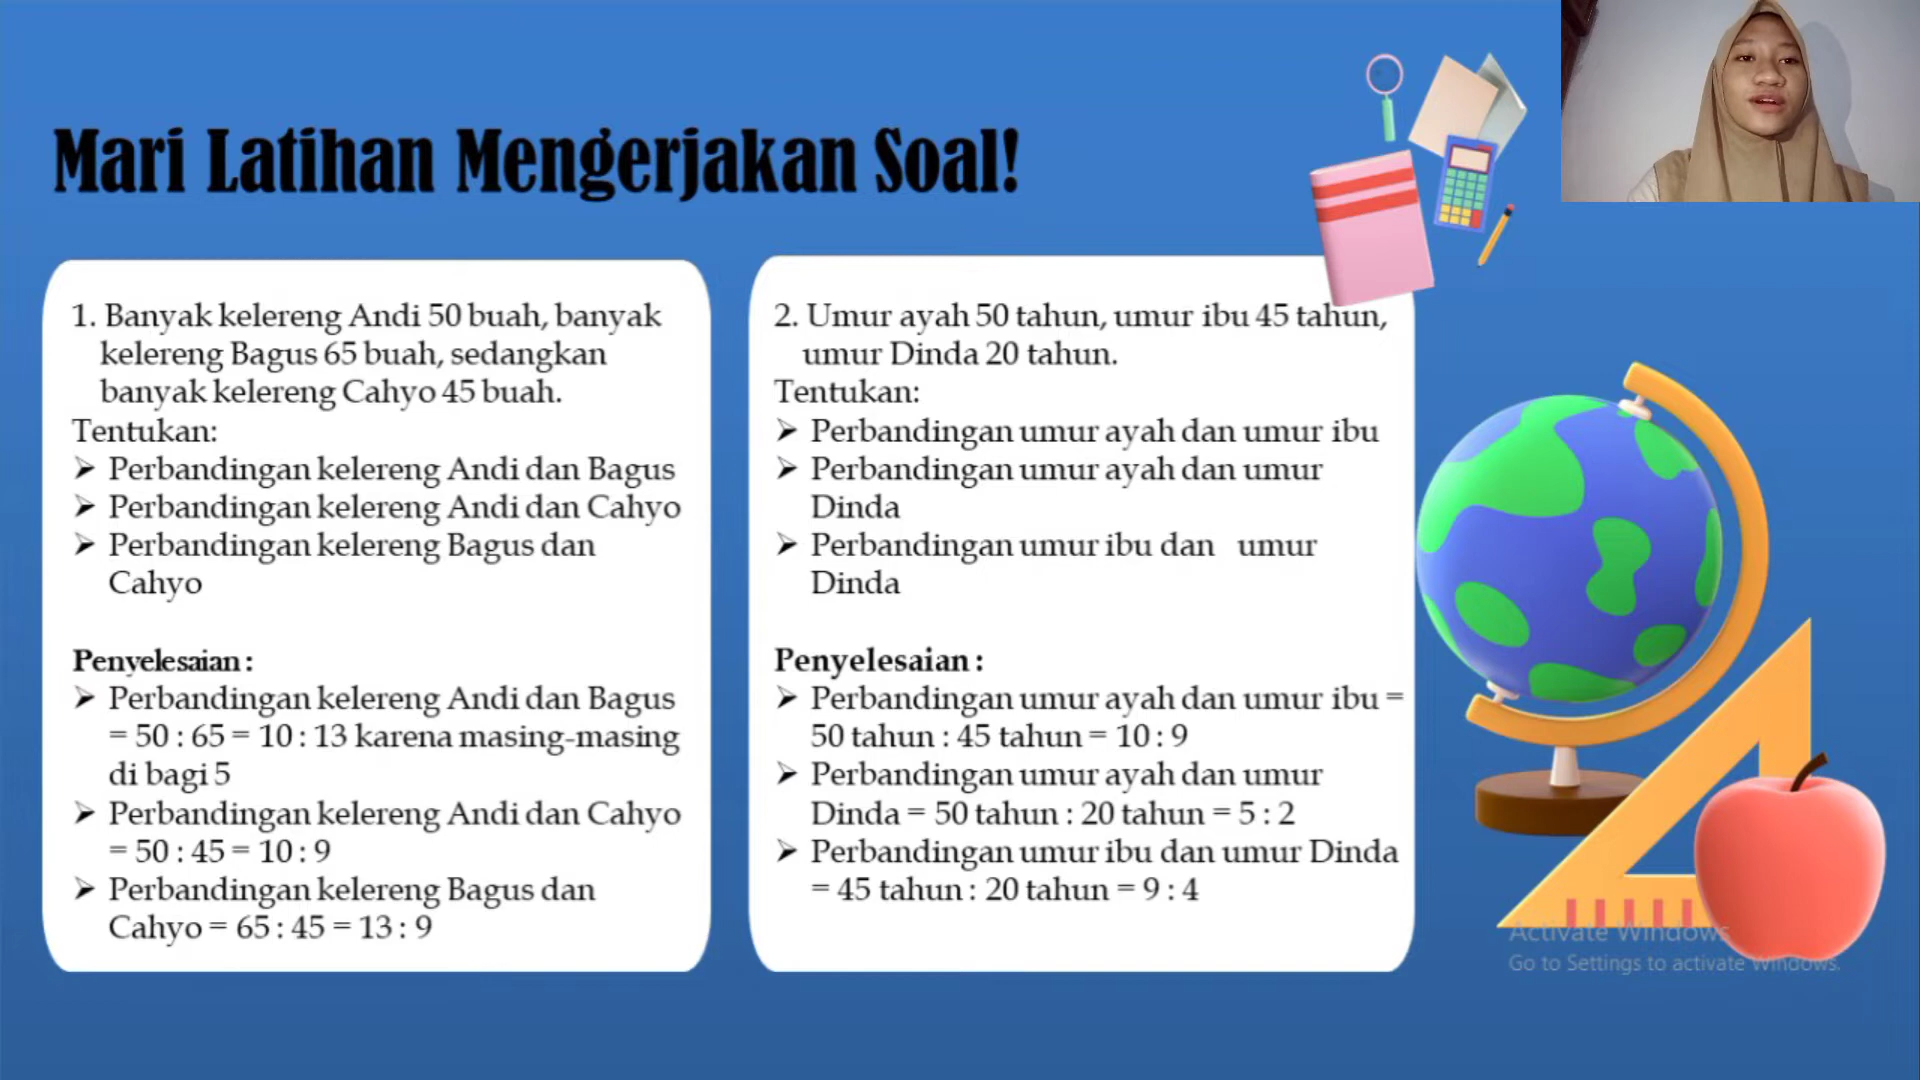 Mari Latihan Mengerjakan Soal!
1. Banyak kelereng Andi 50 buah, banyak
kelereng Bagus 65 buah, sedangkan
banyak kelereng Cahyo 45 buah.
Tentukan:
➢ Perbandingan kelereng Andi dan Bagus
➢ Perbandingan kelereng Andi dan Cahyo
➢ Perbandingan kelereng Bagus dan
Cahyo
Penyelesaian :
➢ Perbandingan kelereng Andi dan Bagus
= 50 : 65 = 10 : 13 karena masing-masing
di bagi 5
➢ Perbandingan kelereng Andi dan Cahyo
= 50 : 45 = 10 : 9
➢ Perbandingan kelereng Bagus dan
Cahyo = 65 : 45 = 13 : 9
2. Umur ayah 50 tahun, umur ibu 45 tahun,
umur Dinda 20 tahun.
Tentukan:
➢ Perbandingan umur ayah dan umur ibu
➢ Perbandingan umur ayah dan umur
Dinda
➢ Perbandingan umur ibu dan umur
Dinda
Penyelesaian :
➢ Perbandingan umur ayah dan umur ibu =
50 tahun : 45 tahun = 10 : 9
➢ Perbandingan umur ayah dan umur
Dinda = 50 tahun : 20 tahun = 5 : 2
➢ Perbandingan umur ibu dan umur Dinda
= 45 tahun : 20 tahun = 9 : 4
Activate Windows
Go to Settings to activate Windows.